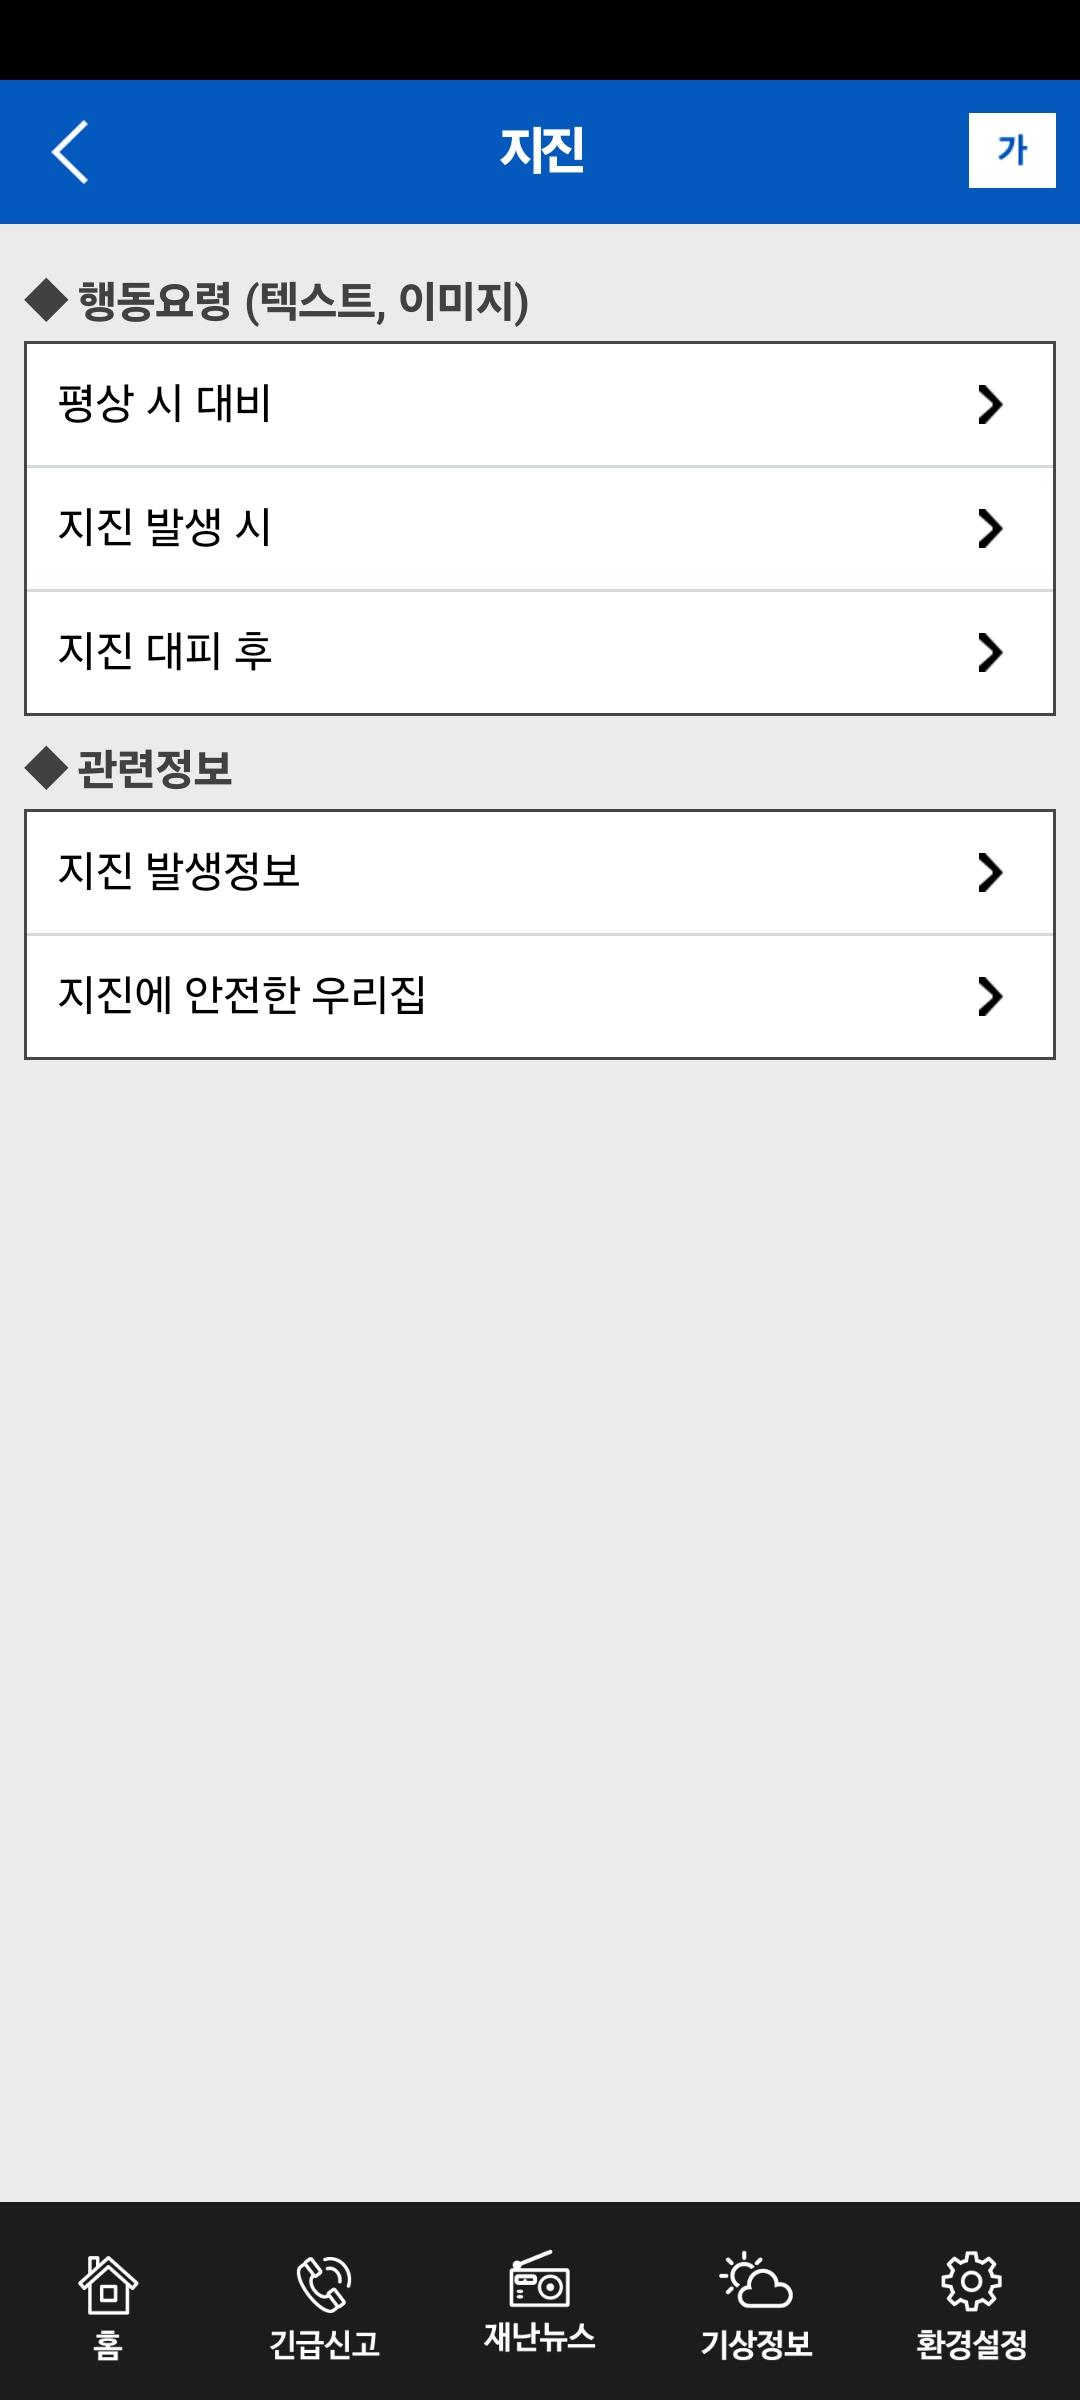 지진
가
◆ 행동요령 (텍스트, 이미지)
평상 시 대비
지진 발생 시
지진 대피 후
◆ 관련정보
지진 발생정보
지진에 안전한 우리집
홈
긴급신고
재난뉴스
기상정보
환경설정